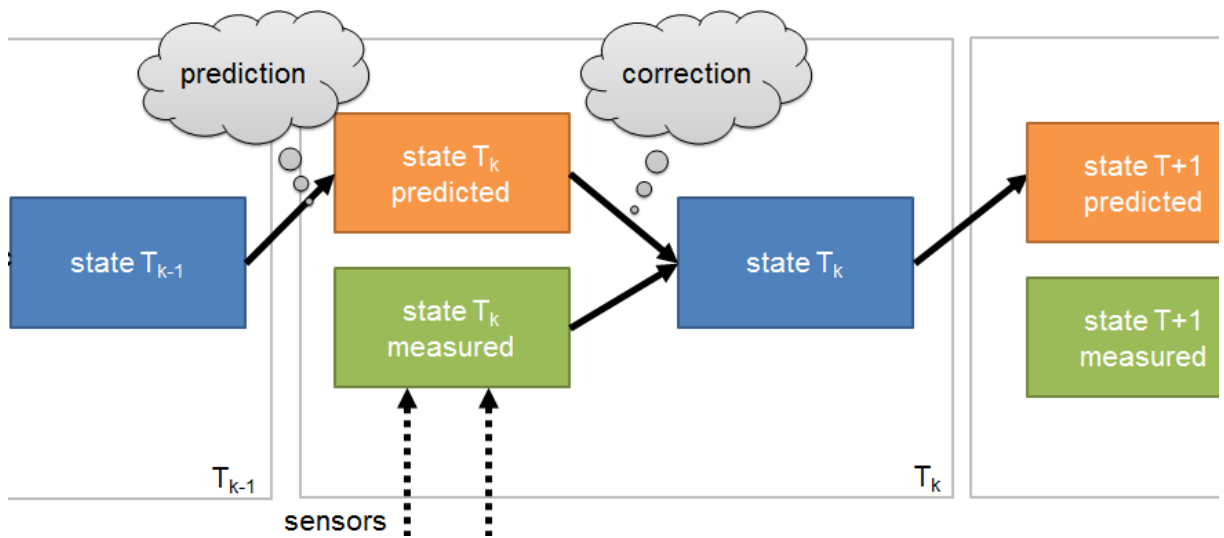 prediction
correction
state Tk
predicted
state T+1
predicted
state Tk-1
state Tk
state Tk
measured
state T+1
measured
Tk-1
Tk
sensors